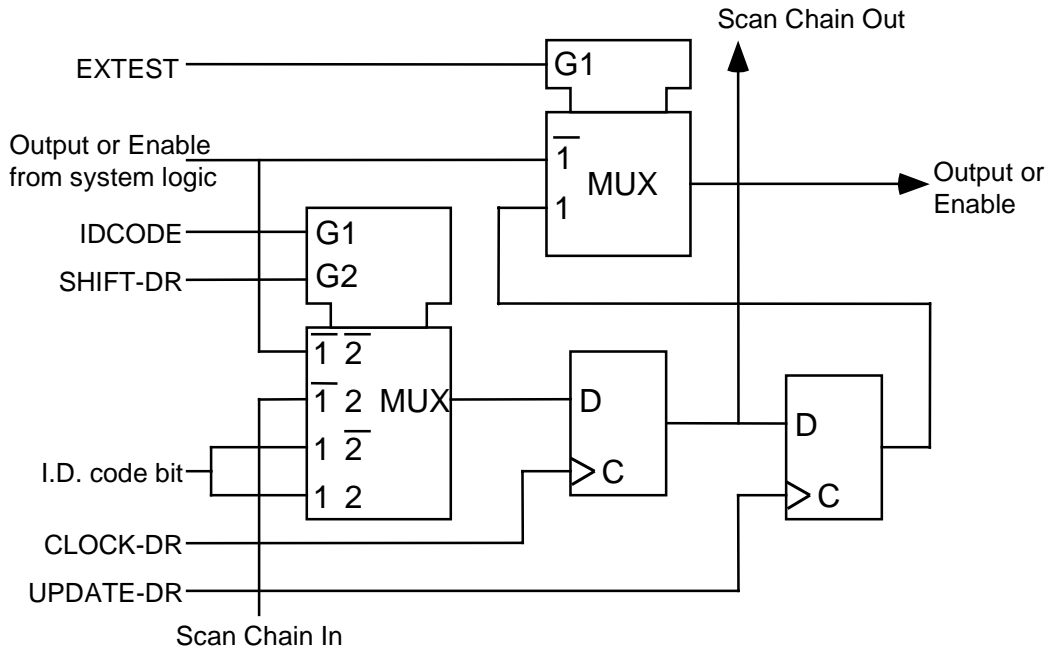 Scan Chain Out
EXTEST
G1
Output or Enable
from system logic
1̅
MUX
1
Output or
Enable
IDCODE
G1
SHIFT-DR
G2
1̅ 2̅
1̅ 2
MUX
1 2̅
1 2
I.D. code bit
D
C
D
C
CLOCK-DR
UPDATE-DR
Scan Chain In